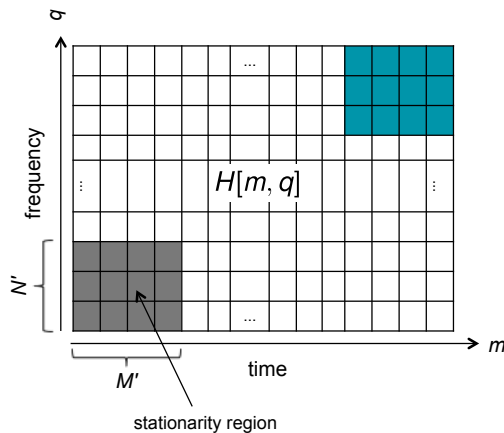 q
...
frequency
⋮
H[m, q]
⋮
N'
...
m
M'
time
stationarity region